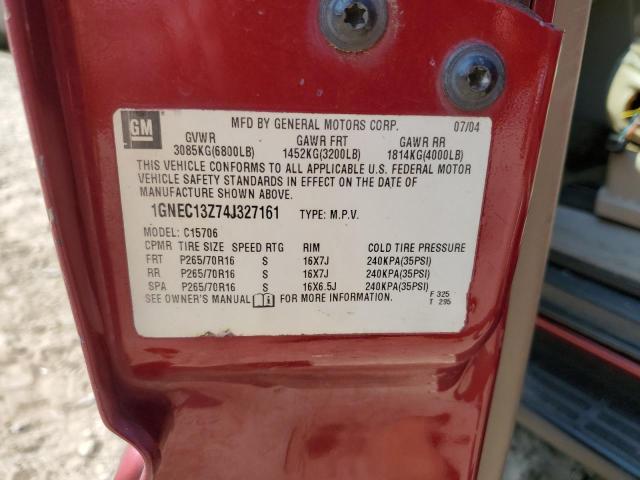 GM MFD BY GENERAL MOTORS CORP. 07/04
GVWR GAWR FRT GAWR RR
3085KG(6800LB) 1452KG(3200LB) 1814KG(4000LB)
THIS VEHICLE CONFORMS TO ALL APPLICABLE U.S. FEDERAL MOTOR
VEHICLE SAFETY STANDARDS IN EFFECT ON THE DATE OF
MANUFACTURE SHOWN ABOVE.
1GNEC13Z74J327161 TYPE: M.P.V.
MODEL: C15706
CPMR TIRE SIZE SPEED RTG RIM COLD TIRE PRESSURE
FRT P265/70R16 S 16X7J 240KPA(35PSI)
RR P265/70R16 S 16X7J 240KPA(35PSI)
SPA P265/70R16 S 16X6.5J 240KPA(35PSI)
SEE OWNER'S MANUAL FOR MORE INFORMATION. F 325
T 295